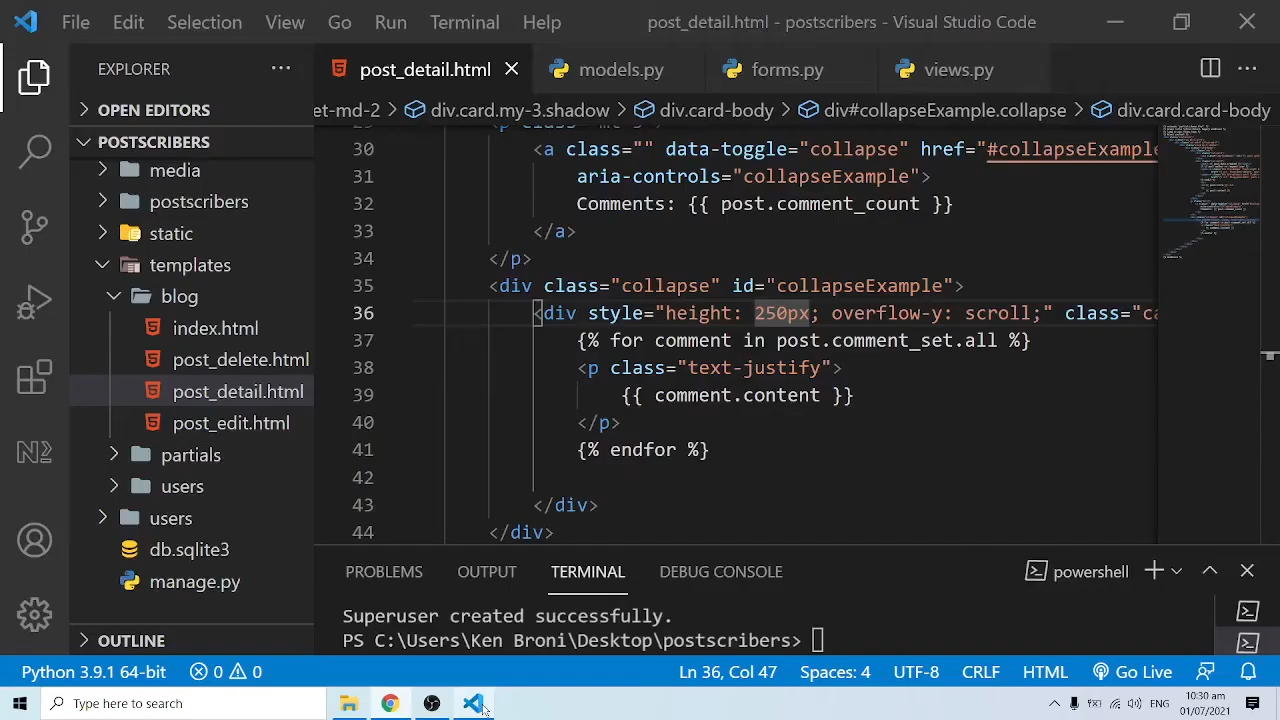 File Edit Selection View Go Run Terminal Help post_detail.html - postscribers - Visual Studio Code
EXPLORER
OPEN EDITORS
POSTSCRIBERS
media
postscribers
static
templates
blog
index.html
post_delete.html
post_detail.html
post_edit.html
partials
users
users
db.sqlite3
manage.py
OUTLINE
post_detail.html models.py forms.py views.py
et-md-2 > div.card.my-3.shadow > div.card-body > div#collapseExample.collapse > div.card.card-body
30 <a class="" data-toggle="collapse" href="#collapseExample
31 aria-controls="collapseExample">
32 Comments: {{ post.comment_count }}
33 </a>
34 </p>
35 <div class="collapse" id="collapseExample">
36 <div style="height: 250px; overflow-y: scroll;" class="ca
37 {% for comment in post.comment_set.all %}
38 <p class="text-justify">
39 {{ comment.content }}
40 </p>
41 {% endfor %}
42
43 </div>
44 </div>
PROBLEMS OUTPUT TERMINAL DEBUG CONSOLE powershell
Superuser created successfully.
PS C:\Users\Ken Broni\Desktop\postscribers>
Python 3.9.1 64-bit 0 0 Ln 36, Col 47 Spaces: 4 UTF-8 CRLF HTML Go Live
Type here to search
ENG
10:30 am
01/07/2021